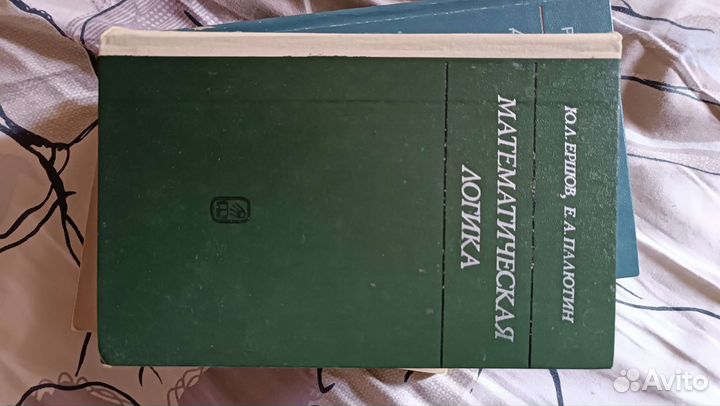 Ю.Л.ЕРШОВ, Е.А.ПАЛЮТИН
МАТЕМАТИЧЕСКАЯ
ЛОГИКА
Avito